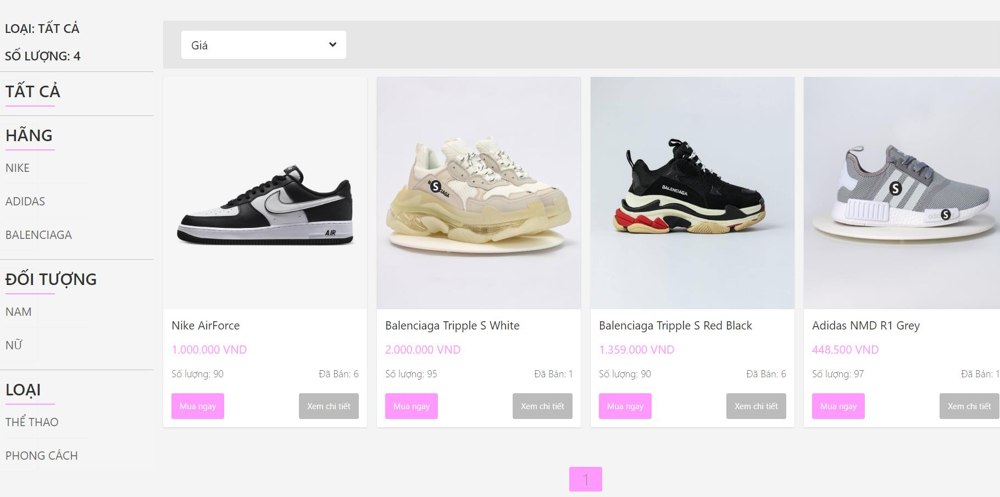 LOẠI: TẤT CẢ
SỐ LƯỢNG: 4
TẤT CẢ
HÃNG
NIKE
ADIDAS
BALENCIAGA
ĐỐI TƯỢNG
NAM
NỮ
LOẠI
THỂ THAO
PHONG CÁCH
Giá
AIR
S
BALENCIAGA
S
S
Nike AirForce
1.000.000 VND
Số lượng: 90 Đã Bán: 6
Mua ngay Xem chi tiết
Balenciaga Tripple S White
2.000.000 VND
Số lượng: 95 Đã Bán: 1
Mua ngay Xem chi tiết
Balenciaga Tripple S Red Black
1.359.000 VND
Số lượng: 90 Đã Bán: 6
Mua ngay Xem chi tiết
Adidas NMD R1 Grey
448.500 VND
Số lượng: 97 Đã Bán: 1
Mua ngay Xem chi tiết
1